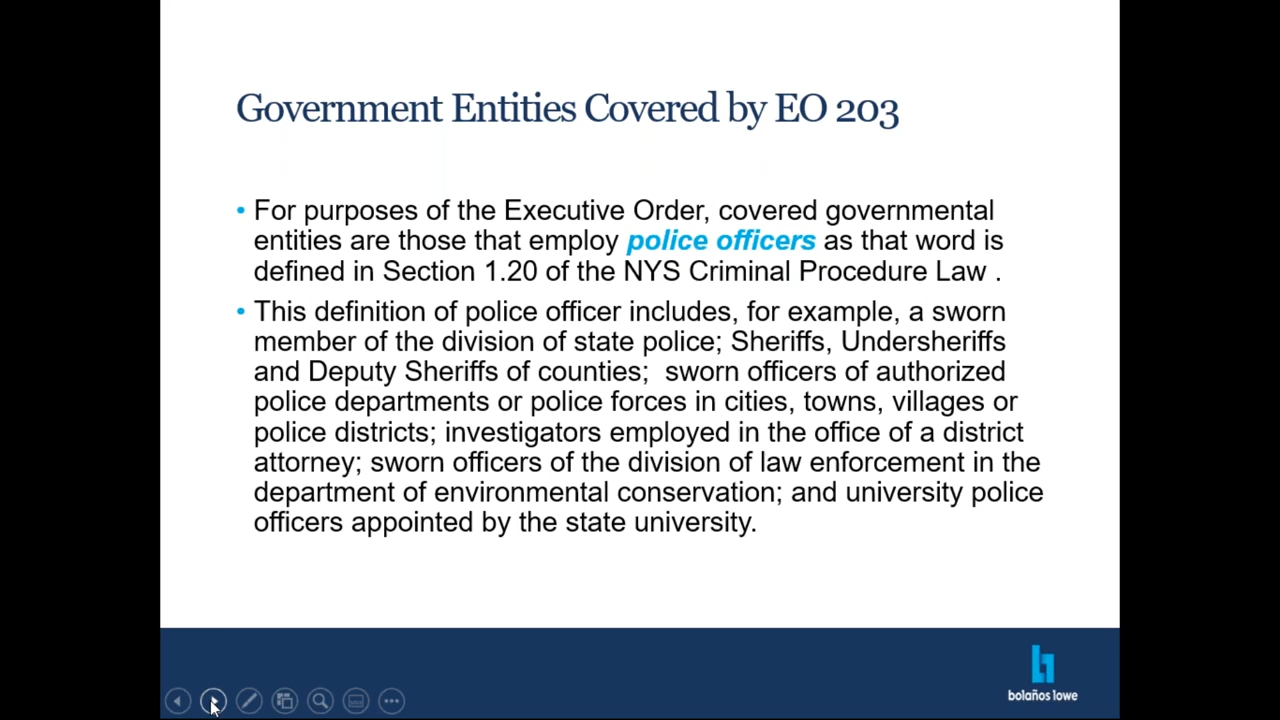 Government Entities Covered by EO 203
• For purposes of the Executive Order, covered governmental
entities are those that employ police officers as that word is
defined in Section 1.20 of the NYS Criminal Procedure Law .
• This definition of police officer includes, for example, a sworn
member of the division of state police; Sheriffs, Undersheriffs
and Deputy Sheriffs of counties;  sworn officers of authorized
police departments or police forces in cities, towns, villages or
police districts; investigators employed in the office of a district
attorney; sworn officers of the division of law enforcement in the
department of environmental conservation; and university police
officers appointed by the state university.
bolaños lowe